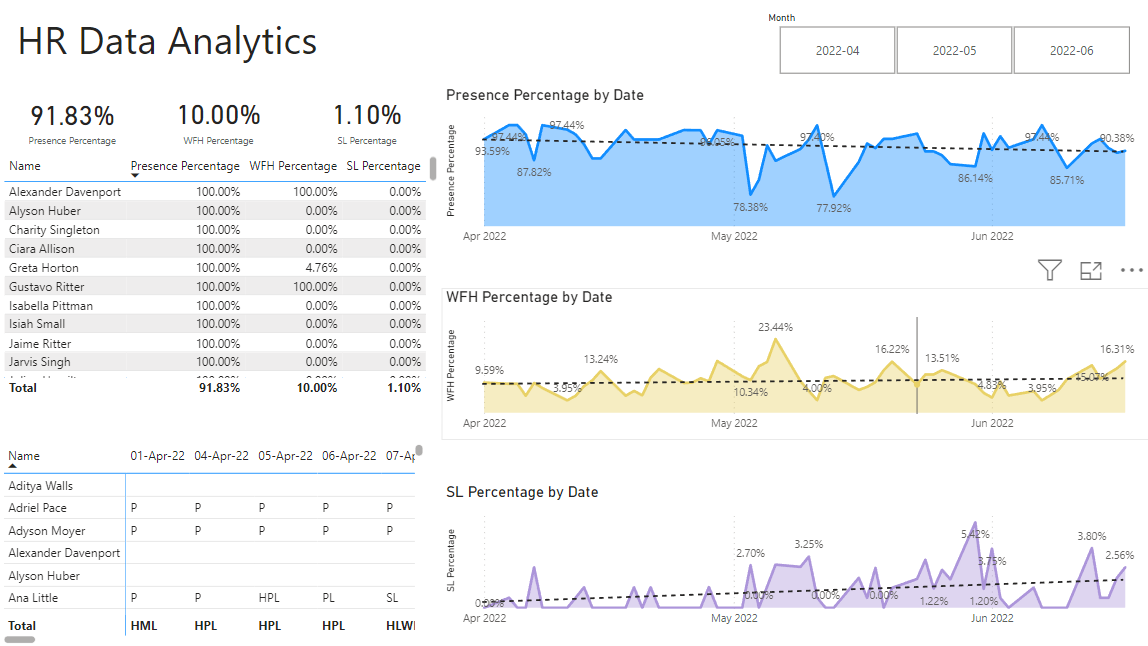 HR Data Analytics
Month
2022-04 2022-05 2022-06
91.83% 10.00% 1.10%
Presence Percentage WFH Percentage SL Percentage
Name Presence Percentage WFH Percentage SL Percentage
Alexander Davenport 100.00% 100.00% 0.00%
Alyson Huber 100.00% 0.00% 0.00%
Charity Singleton 100.00% 0.00% 0.00%
Ciara Allison 100.00% 0.00% 0.00%
Greta Horton 100.00% 4.76% 0.00%
Gustavo Ritter 100.00% 100.00% 0.00%
Isabella Pittman 100.00% 0.00% 0.00%
Isiah Small 100.00% 0.00% 0.00%
Jaime Ritter 100.00% 0.00% 0.00%
Jarvis Singh 100.00% 0.00% 0.00%
Total 91.83% 10.00% 1.10%
Name 01-Apr-22 04-Apr-22 05-Apr-22 06-Apr-22 07-Ap
Aditya Walls
Adriel Pace P P P P P
Adyson Moyer P P P P P
Alexander Davenport
Alyson Huber
Ana Little P P HPL PL SL
Total HML HPL HPL HPL HLW
Presence Percentage by Date
Presence Percentage
93.59% 97.44% 87.82% 97.44% 78.38% 97.40% 77.92% 86.14% 97.44% 85.71% 90.38%
Apr 2022 May 2022 Jun 2022
WFH Percentage by Date
WFH Percentage
9.59% 3.95% 13.24% 10.34% 23.44% 4.00% 16.22% 13.51% 4.83% 3.95% 15.07% 16.31%
Apr 2022 May 2022 Jun 2022
SL Percentage by Date
SL Percentage
0.00% 2.70% 0.00% 3.25% 0.00% 0.00% 1.22% 5.42% 1.20% 3.75% 3.80% 2.56%
Apr 2022 May 2022 Jun 2022